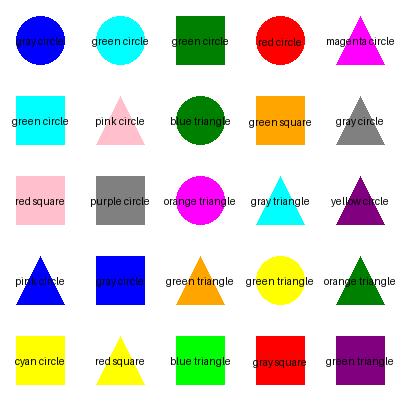 gray circle green circle green circle red circle magenta circle
green circle pink circle blue triangle green square gray circle
red square purple circle orange triangle gray triangle yellow circle
pink circle gray circle green triangle green triangle orange triangle
cyan circle red square blue triangle gray square green triangle